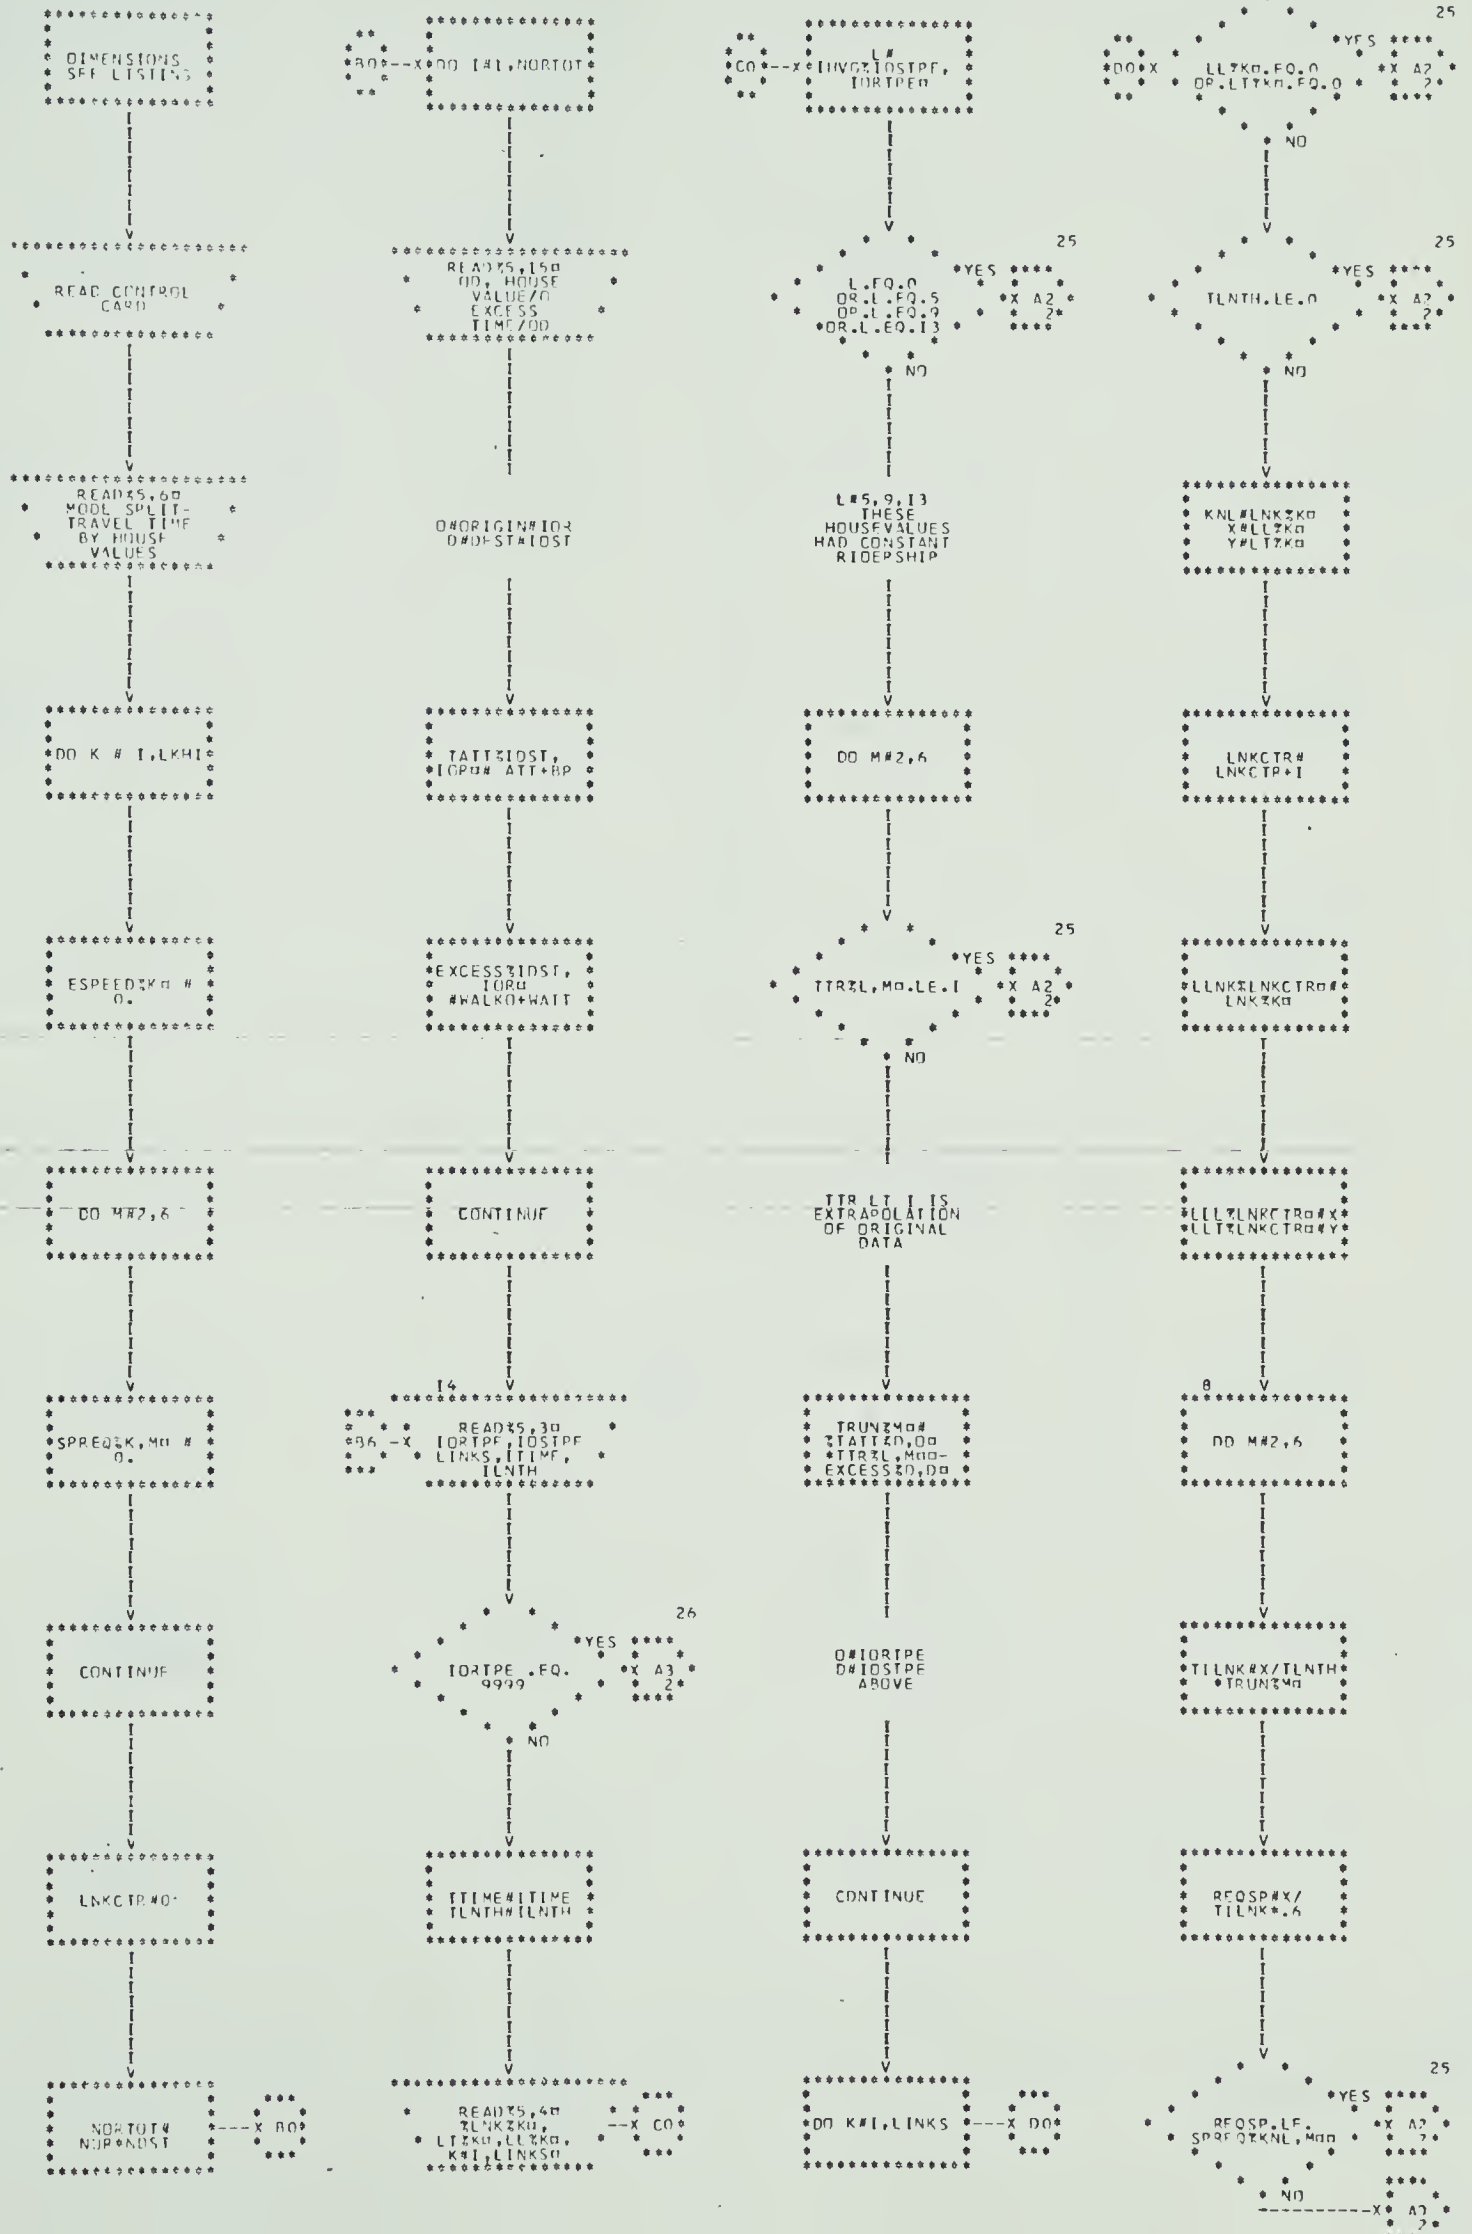 DIMENSIONS
SEE LISTING
READ CONTROL
CARD
READ%5,6¤
MODE SPLIT-
TRAVEL TIME
BY HOUSE
VALUES
DO K # I,LKHI
ESPEED%K¤ #
0.
DO M#2,6
SPREQ%K,M¤ #
0.
CONTINUE
LNKCTR#0
NORTOT#
NOR*NDST
B0
B0
DO I#1,NORTOT
READ%5,15¤
OD, HOUSE
VALUE/O
EXCESS
TIME/OD
O#ORIGIN#IOR
D#DEST#IDST
TATT%IDST,
IOR¤# ATT+BP
EXCESS%IDST,
IOR¤
#WALKO+WAIT
CONTINUE
I4
B6
READ%5,3¤
IORTPE,IDSTPE
LINKS,ITIME,
ILNTH
26
IORTPE .EQ.
9999
YES
A3
2
NO
TTIME#ITIME
TLNTH#ILNTH
READ%5,4¤
%LNK%K¤,
LT%K¤,LL%K¤,
K#I,LINKS¤
C0
C0
L#
IHVG%IDSTPE,
IORTPE¤
25
L.EQ.0
OR.L.EQ.5
OR.L.EQ.9
OR.L.EQ.I3
YES
A2
2
NO
L#5,9,I3
THESE
HOUSEVALUES
HAD CONSTANT
RIDERSHIP
DO M#2,6
25
TTR%L,M¤.LE.I
YES
A2
2
NO
TTR LT I IS
EXTRAPOLATION
OF ORIGINAL
DATA
TRUN%M¤#
%TATT%D,O¤
*TTR%L,M¤¤-
EXCESS%D,O¤
O#IORTPE
D#IDSTPE
ABOVE
CONTINUE
DO K#I,LINKS
D0
25
D0
LL%K¤.EQ.0
OR.LT%K¤.EQ.0
YES
A2
2
NO
25
TLNTH.LE.0
YES
A2
2
NO
KNL#LNK%K¤
X#LL%K¤
Y#LT%K¤
LNKCTR#
LNKCTR+I
LLNK%LNKCTR¤#
LNK%K¤
LLL%LNKCTR¤#X
LLT%LNKCTR¤#Y
8
DO M#2,6
TILNK#X/TLNTH
*TRUN%M¤
REQSP#X/
TILNK*.6
25
REQSP.LE.
SPREQ%KNL,M¤¤
YES
A2
2
NO
2